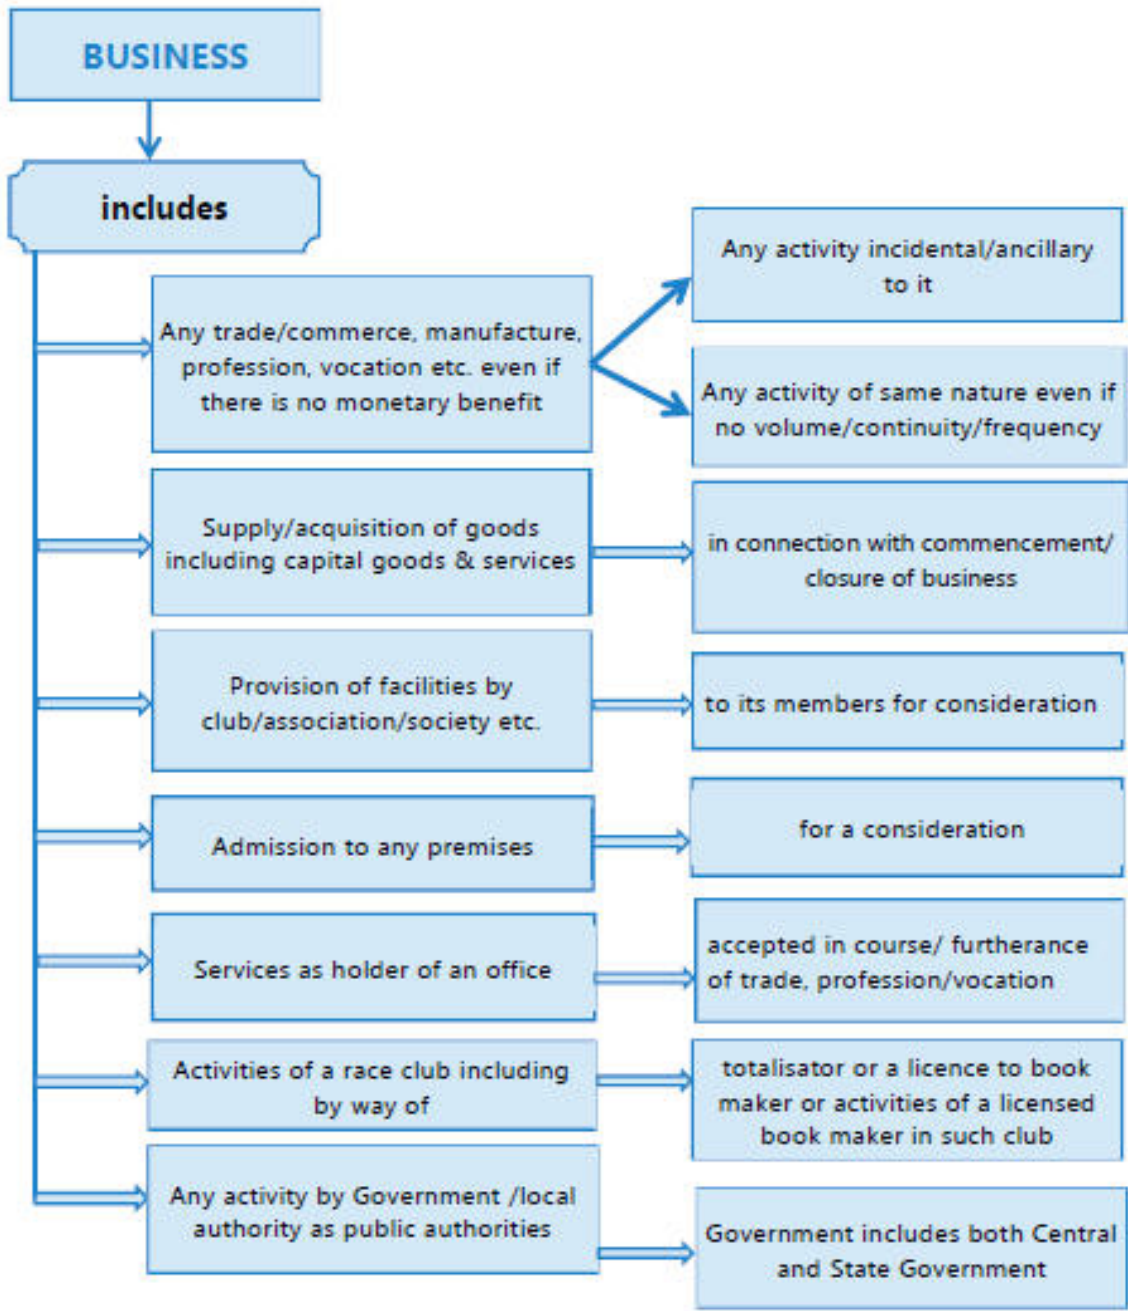 BUSINESS
includes
Any trade/commerce, manufacture,
profession, vocation etc. even if
there is no monetary benefit
Any activity incidental/ancillary
to it
Any activity of same nature even if
no volume/continuity/frequency
Supply/acquisition of goods
including capital goods & services
in connection with commencement/
closure of business
Provision of facilities by
club/association/society etc.
to its members for consideration
Admission to any premises
for a consideration
Services as holder of an office
accepted in course/ furtherance
of trade, profession/vocation
Activities of a race club including
by way of
totalisator or a licence to book
maker or activities of a licensed
book maker in such club
Any activity by Government /local
authority as public authorities
Government includes both Central
and State Government